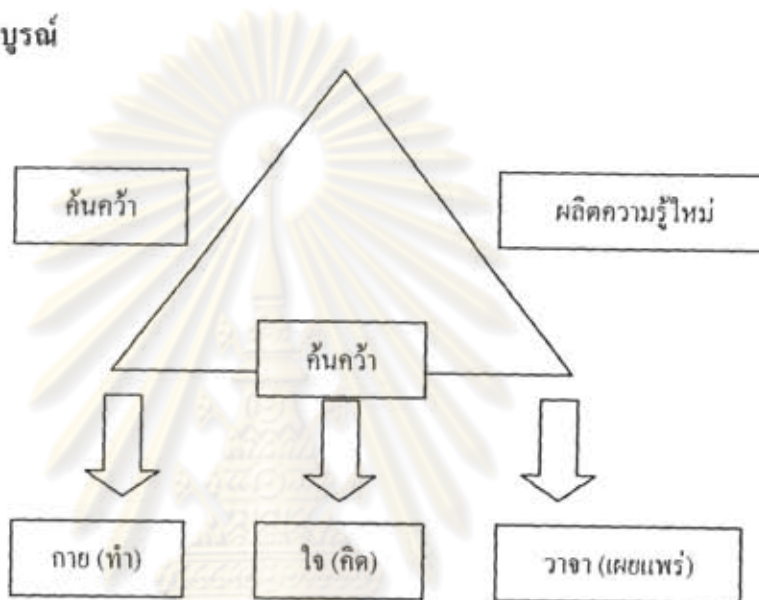 บูรณ์
ค้นคว้า
ผลิตความรู้ใหม่
ค้นคว้า
กาย (ทำ)
ใจ (คิด)
วาจา (เผยแพร่)